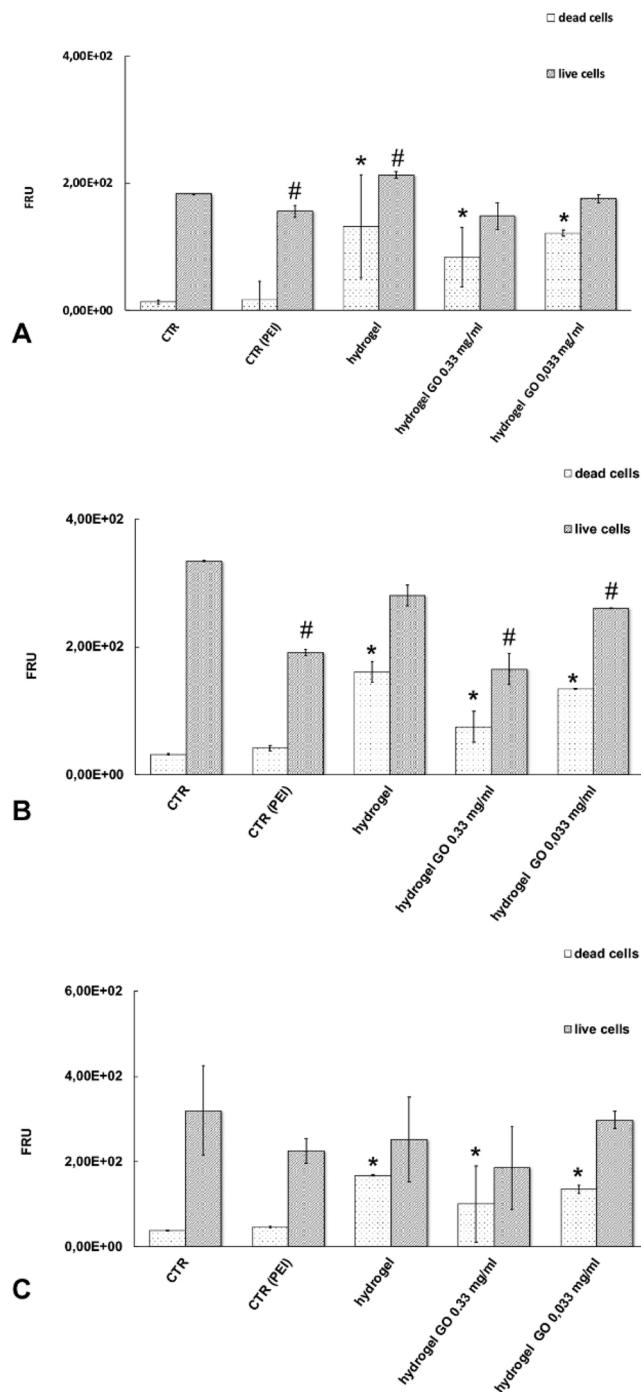 dead cells
live cells
4,00E+02
2,00E+02
0,00E+00
FRU
* #
#
*
*
CTR
CTR (PEI)
hydrogel
hydrogel GO 0.33 mg/ml
hydrogel GO 0,033 mg/ml
A
dead cells
live cells
4,00E+02
2,00E+02
0,00E+00
FRU
#
*
#
*
#
*
CTR
CTR (PEI)
hydrogel
hydrogel GO 0.33 mg/ml
hydrogel GO 0,033 mg/ml
B
dead cells
live cells
6,00E+02
4,00E+02
2,00E+02
0,00E+00
FRU
*
*
*
CTR
CTR (PEI)
hydrogel
hydrogel GO 0.33 mg/ml
hydrogel GO 0,033 mg/ml
C